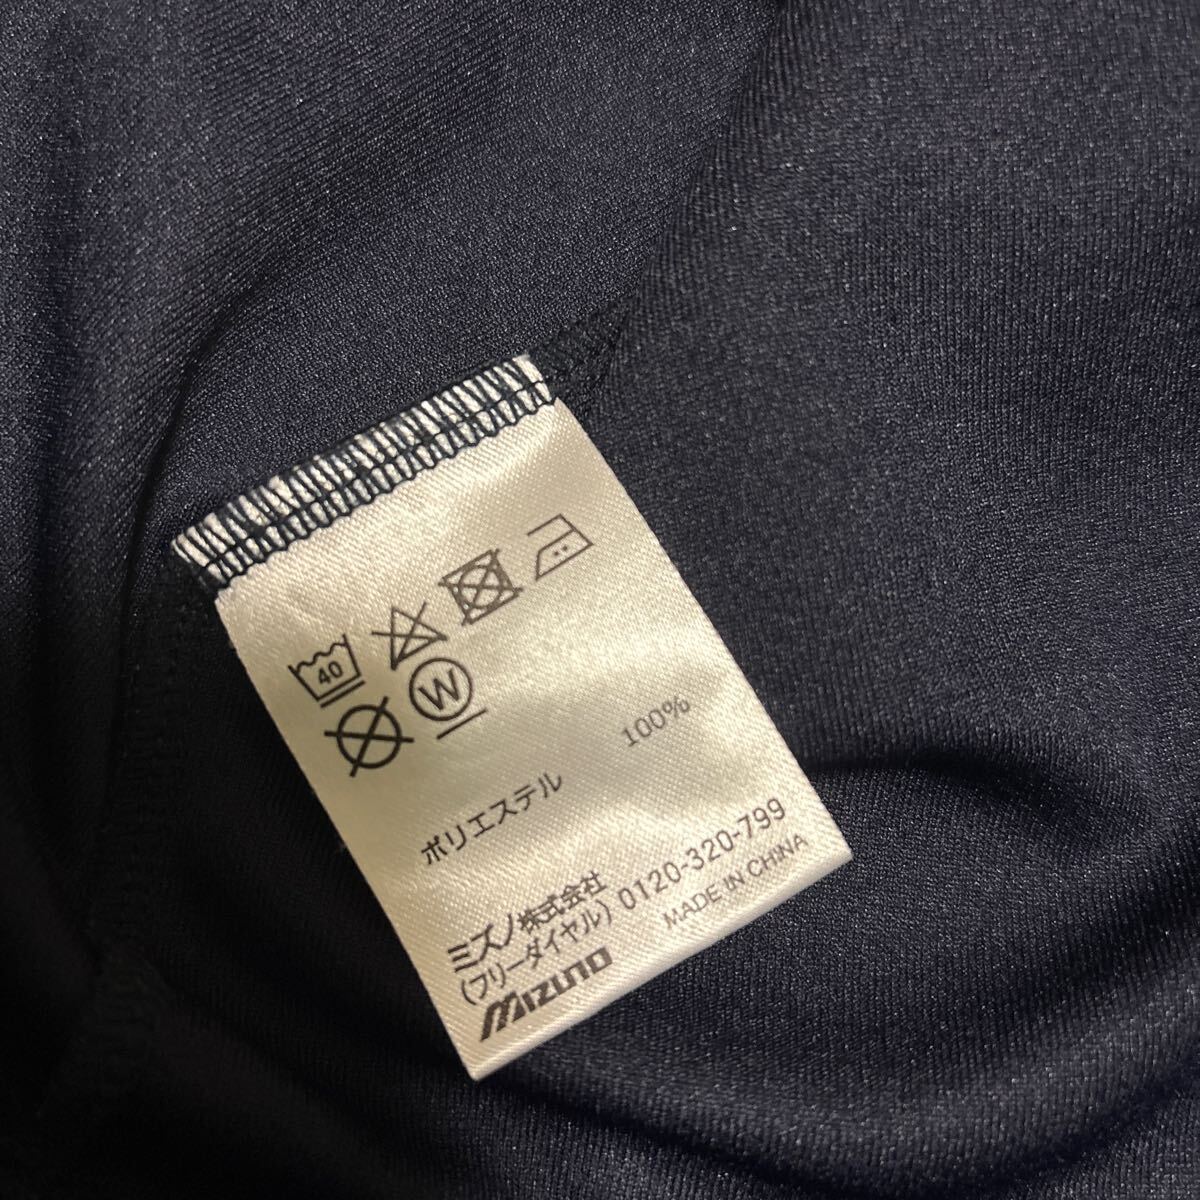 40
W
ポリエステル 100%
ミズノ株式会社
(フリーダイヤル) 0120-320-799
MIZUNO MADE IN CHINA